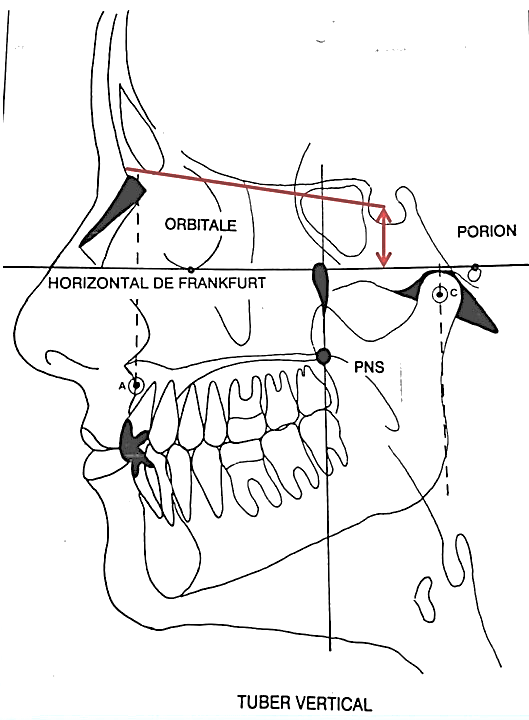 ORBITALE
PORION
HORIZONTAL DE FRANKFURT
C
A
PNS
TUBER VERTICAL